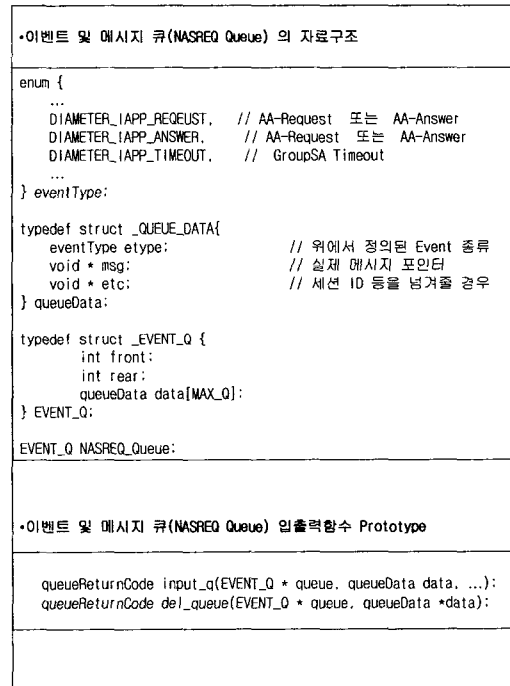 •이벤트 및 메시지 큐(NASREQ Queue) 의 자료구조
enum {
...
DIAMETER_IAPP_REQEUST, // AA-Request 또는 AA-Answer
DIAMETER_IAPP_ANSWER, // AA-Request 또는 AA-Answer
DIAMETER_IAPP_TIMEOUT, // GroupSA Timeout
...
} eventType;
typedef struct _QUEUE_DATA{
eventType etype; // 위에서 정의된 Event 종류
void * msg; // 실제 메시지 포인터
void * etc; // 세션 ID 등을 넘겨줄 경우
} queueData;
typedef struct _EVENT_Q {
int front;
int rear;
queueData data[MAX_Q];
} EVENT_Q;
EVENT_Q NASREQ_Queue;
•이벤트 및 메시지 큐(NASREQ Queue) 입출력함수 Prototype
queueReturnCode input_q(EVENT_Q * queue, queueData data, ...);
queueReturnCode del_queue(EVENT_Q * queue, queueData *data);